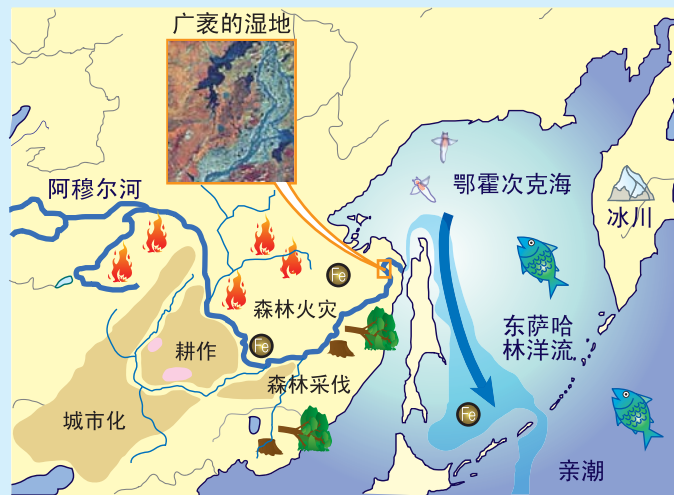 广袤的湿地
阿穆尔河
鄂霍次克海
冰川
Fe
森林火灾
东萨哈
林洋流
Fe
耕作
森林采伐
城市化
Fe
亲潮